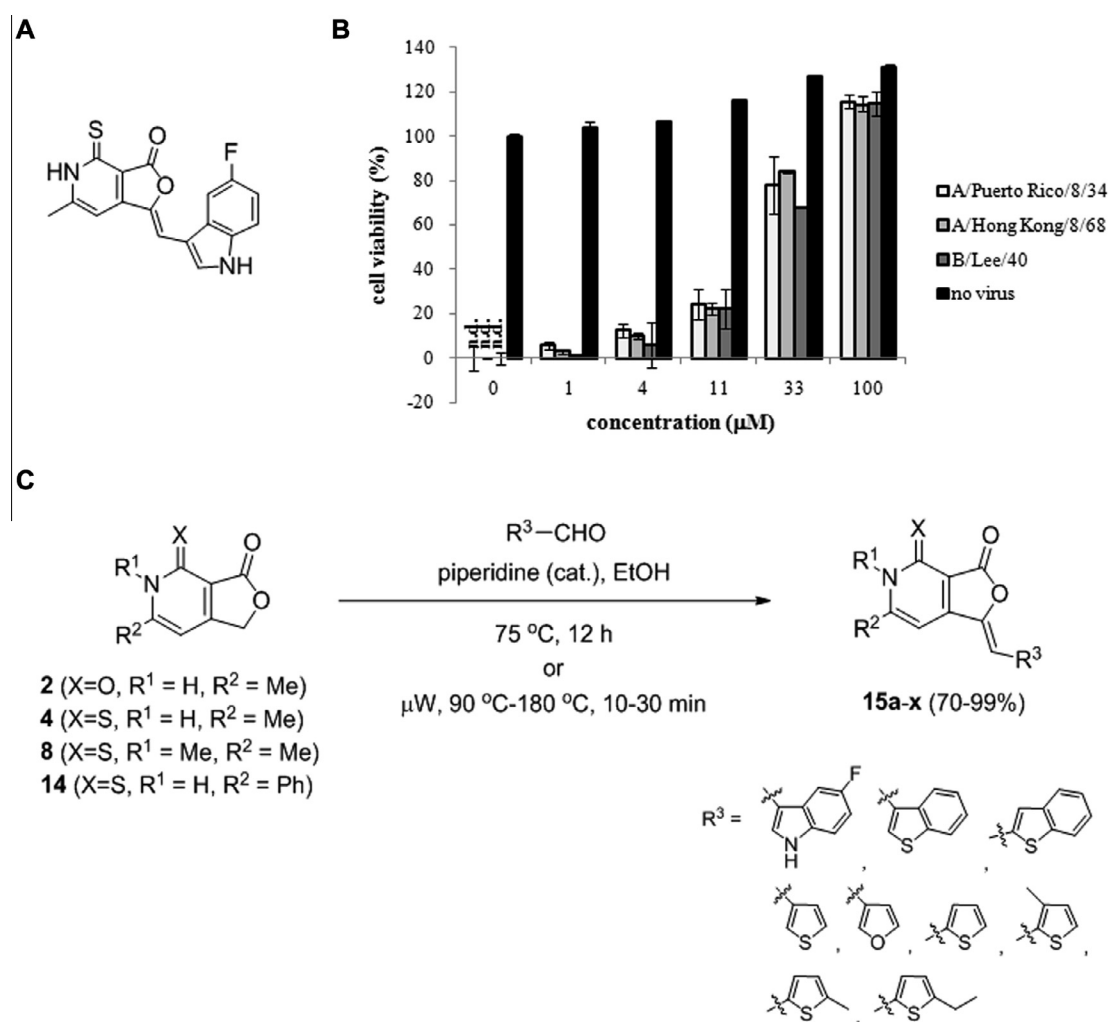 A
B
S
O
HN
O
F
NH
140
120
100
80
60
40
20
0
-20
cell viability (%)
n.d.
n.d.
n.d.
0 1 4 11 33 100
concentration (μM)
A/Puerto Rico/8/34
A/Hong Kong/8/68
B/Lee/40
no virus
C
X
O
R¹
N
O
R²
2 (X=O, R¹ = H, R² = Me)
4 (X=S, R¹ = H, R² = Me)
8 (X=S, R¹ = Me, R² = Me)
14 (X=S, R¹ = H, R² = Ph)
R³–CHO
piperidine (cat.), EtOH
75 °C, 12 h
or
μW, 90 °C-180 °C, 10-30 min
X
O
R¹
N
O
R²
R³
15a-x (70-99%)
R³ =
F
N
H
,
S
,
S
S
,
O
,
S
,
S
,
S
,
S